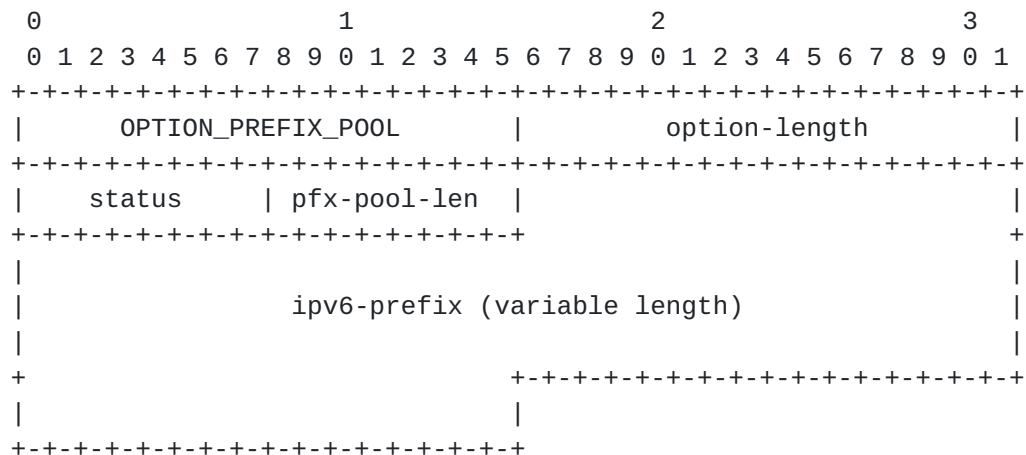 0                   1                   2                   3
 0 1 2 3 4 5 6 7 8 9 0 1 2 3 4 5 6 7 8 9 0 1 2 3 4 5 6 7 8 9 0 1
+-+-+-+-+-+-+-+-+-+-+-+-+-+-+-+-+-+-+-+-+-+-+-+-+-+-+-+-+-+-+-+-+
|      OPTION_PREFIX_POOL       |         option-length         |
+-+-+-+-+-+-+-+-+-+-+-+-+-+-+-+-+-+-+-+-+-+-+-+-+-+-+-+-+-+-+-+-+
|    status     | pfx-pool-len  |                               |
+-+-+-+-+-+-+-+-+-+-+-+-+-+-+-+-+                               +
|                                                               |
|                 ipv6-prefix (variable length)                 |
|                                                               |
+                               +-+-+-+-+-+-+-+-+-+-+-+-+-+-+-+-+
|                               |
+-+-+-+-+-+-+-+-+-+-+-+-+-+-+-+-+